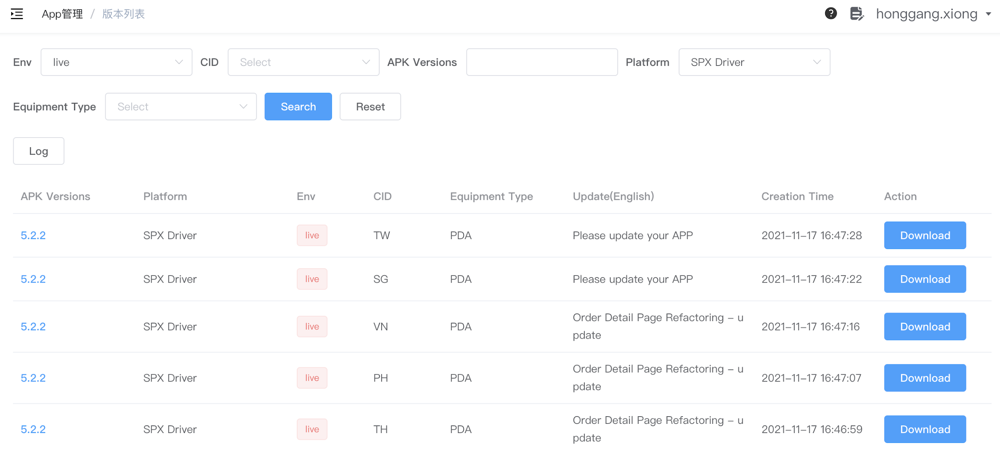 App管理 / 版本列表
? honggang.xiong
Env live CID Select APK Versions Platform SPX Driver
Equipment Type Select Search Reset
Log
APK Versions Platform Env CID Equipment Type Update(English) Creation Time Action
5.2.2 SPX Driver live TW PDA Please update your APP 2021-11-17 16:47:28 Download
5.2.2 SPX Driver live SG PDA Please update your APP 2021-11-17 16:47:22 Download
5.2.2 SPX Driver live VN PDA Order Detail Page Refactoring - u 2021-11-17 16:47:16 Download
pdate
5.2.2 SPX Driver live PH PDA Order Detail Page Refactoring - u 2021-11-17 16:47:07 Download
pdate
5.2.2 SPX Driver live TH PDA Order Detail Page Refactoring - u 2021-11-17 16:46:59 Download
pdate